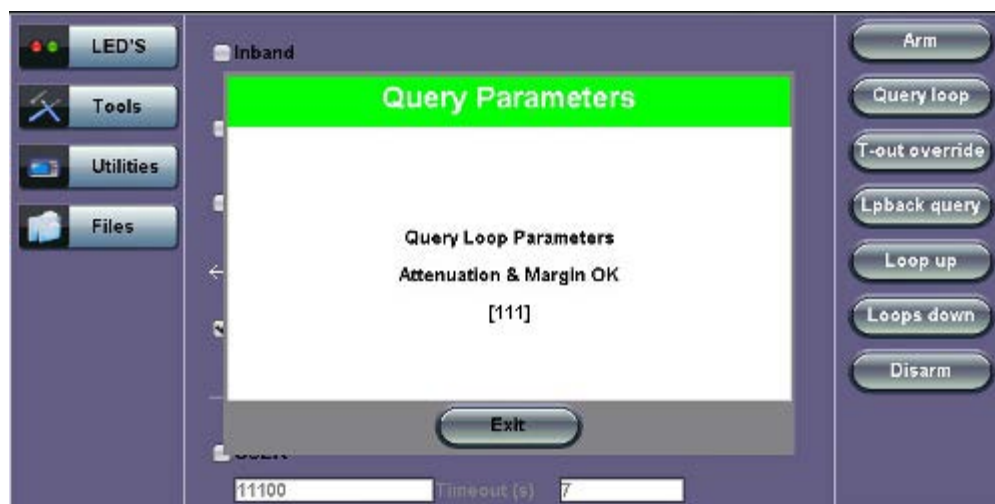 LED'S
Tools
Utilities
Files
Inband
Query Parameters
Query Loop Parameters
Attenuation & Margin OK
[111]
Exit
11100
Timeout (s)
7
Arm
Query loop
T-out override
Lpback query
Loop up
Loops down
Disarm